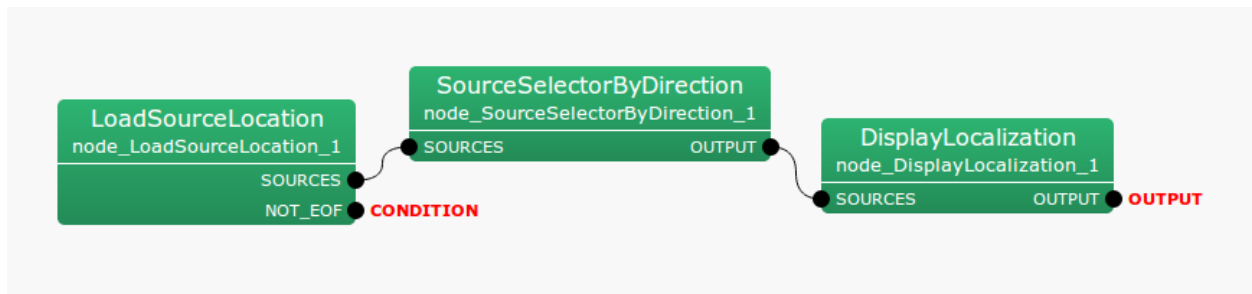 LoadSourceLocation
node_LoadSourceLocation_1
SOURCES
NOT_EOF
CONDITION
SourceSelectorByDirection
node_SourceSelectorByDirection_1
SOURCES
OUTPUT
DisplayLocalization
node_DisplayLocalization_1
SOURCES
OUTPUT
OUTPUT